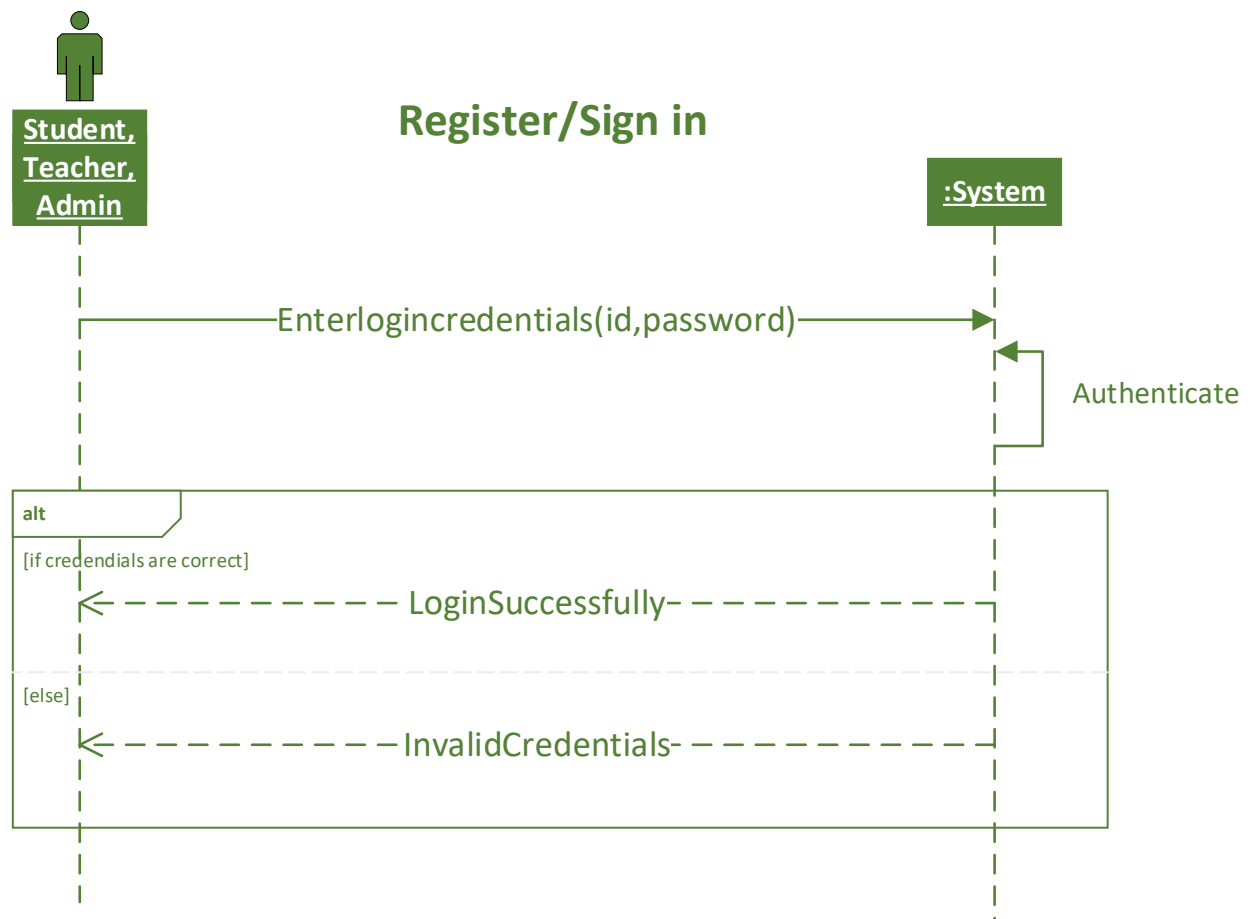 Register/Sign in
Student,
Teacher,
Admin
:System
Enterlogincredentials(id,password)
Authenticate
alt
[if credendials are correct]
LoginSuccessfully
[else]
InvalidCredentials